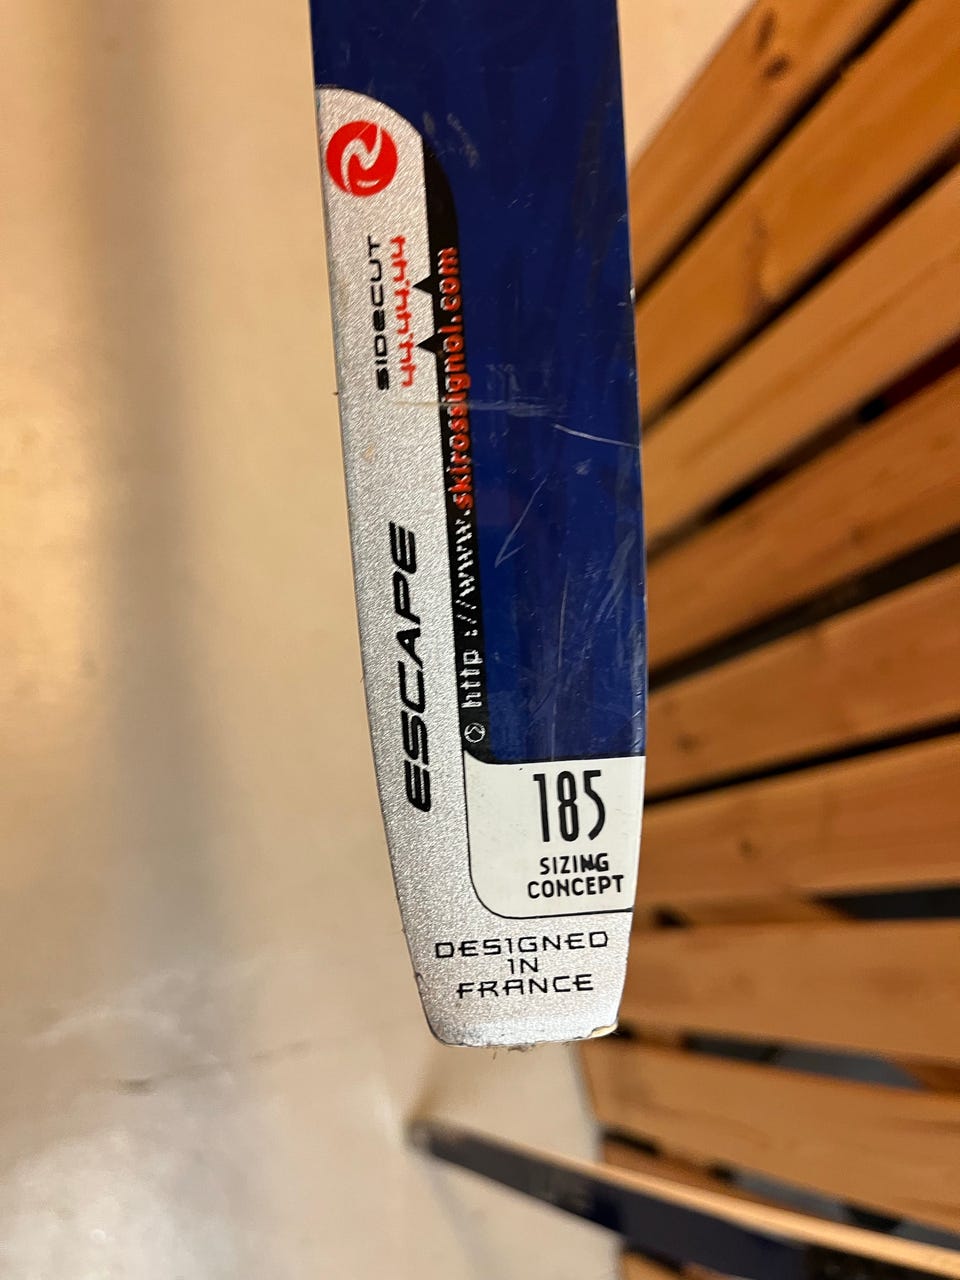 SIDECUT
ESCAPE
http://www.skirossignol.com
185
SIZING
CONCEPT
DESIGNED
IN
FRANCE